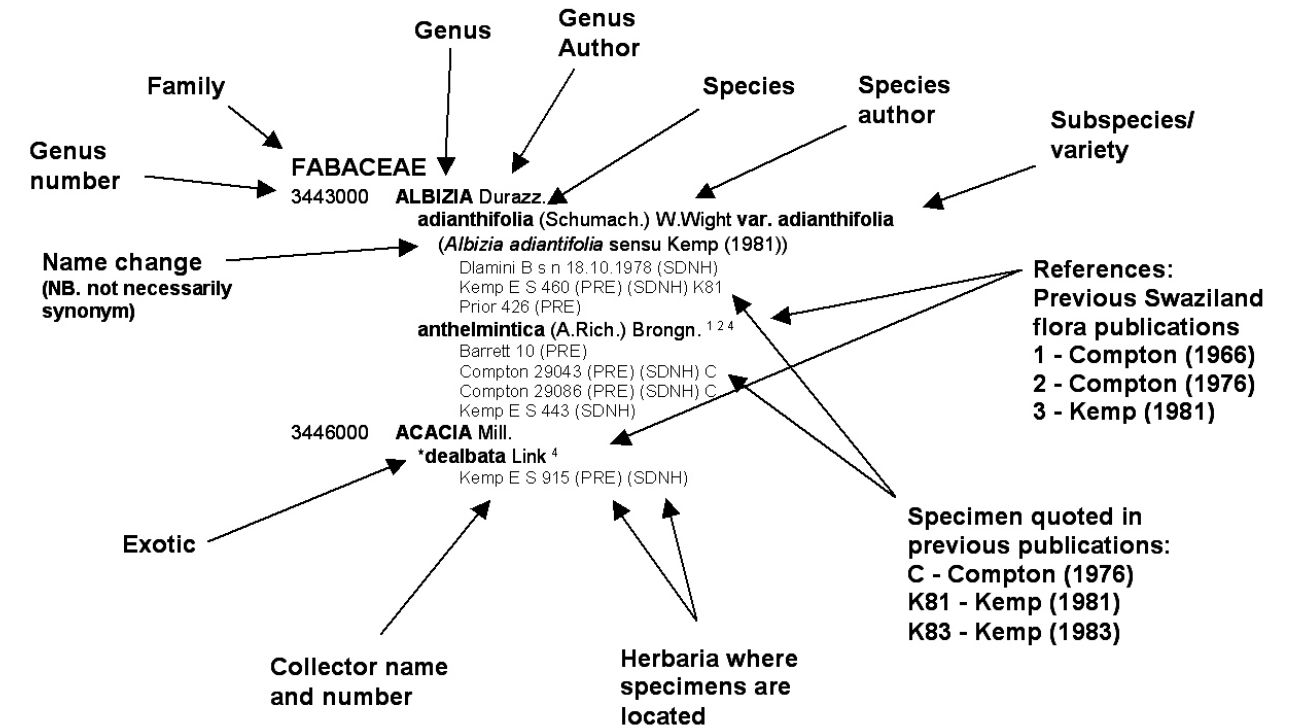 Genus
Genus
Author
Family
Species
Species
author
Subspecies/
variety
Genus
number
FABACEAE
3443000 ALBIZIA Durazz.
adianthifolia (Schumach.) W.Wight var. adianthifolia
(Albizia adiantifolia sensu Kemp (1981))
Dlamini B s n 18.10.1978 (SDNH)
Kemp E S 460 (PRE) (SDNH) K81
Prior 426 (PRE)
anthelmintica (A.Rich.) Brongn. 1 2 4
Barrett 10 (PRE)
Compton 29043 (PRE) (SDNH) C
Compton 29086 (PRE) (SDNH) C
Kemp E S 443 (SDNH)
3446000 ACACIA Mill.
*dealbata Link 4
Kemp E S 915 (PRE) (SDNH)
Name change
(NB. not necessarily
synonym)
References:
Previous Swaziland
flora publications
1 - Compton (1966)
2 - Compton (1976)
3 - Kemp (1981)
Exotic
Specimen quoted in
previous publications:
C - Compton (1976)
K81 - Kemp (1981)
K83 - Kemp (1983)
Collector name
and number
Herbaria where
specimens are
located